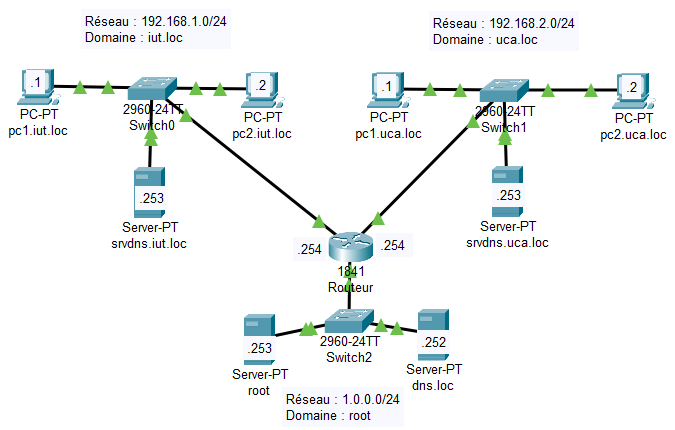 Réseau : 192.168.1.0/24
Domaine : iut.loc
Réseau : 192.168.2.0/24
Domaine : uca.loc
.1
PC-PT
pc1.iut.loc
2960-24TT
Switch0
.2
PC-PT
pc2.iut.loc
.1
PC-PT
pc1.uca.loc
2960-24TT
Switch1
.2
PC-PT
pc2.uca.loc
.253
Server-PT
srvdns.iut.loc
.253
Server-PT
srvdns.uca.loc
.254
.254
1841
Routeur
.253
Server-PT
root
2960-24TT
Switch2
.252
Server-PT
dns.loc
Réseau : 1.0.0.0/24
Domaine : root